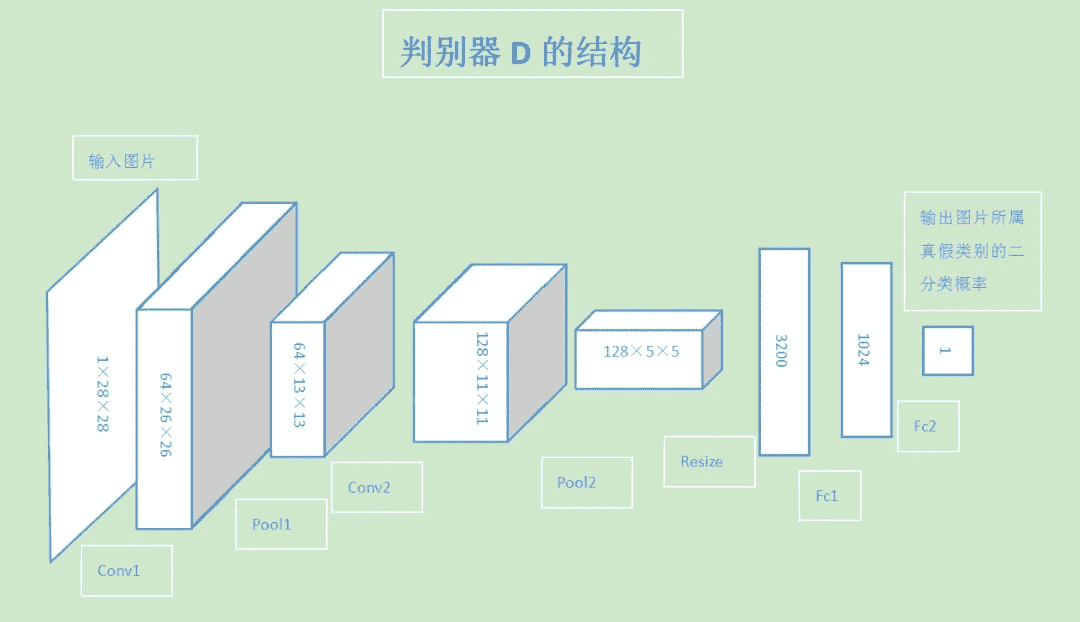 判别器 D 的结构
输入图片
输出图片所属
真假类别的二
分类概率
1×28×28
64×26×26
64×13×13
128×11×11
128×5×5
3200
1024
1
Conv1
Pool1
Conv2
Pool2
Resize
Fc1
Fc2